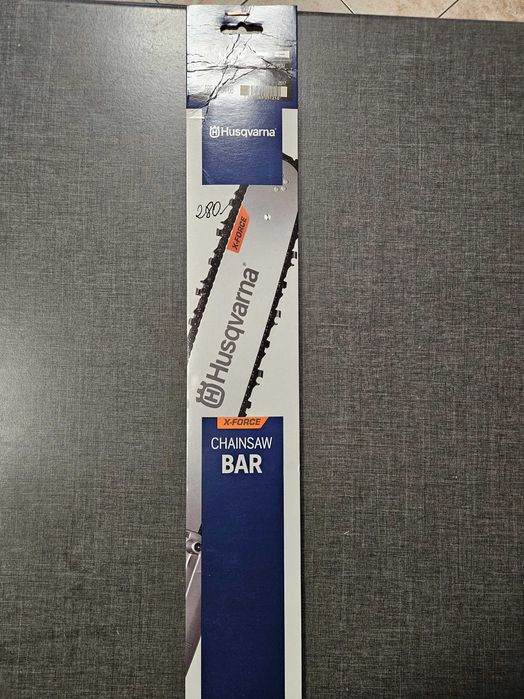 Husqvarna
280,-
X-FORCE
Husqvarna
X-FORCE
CHAINSAW
BAR